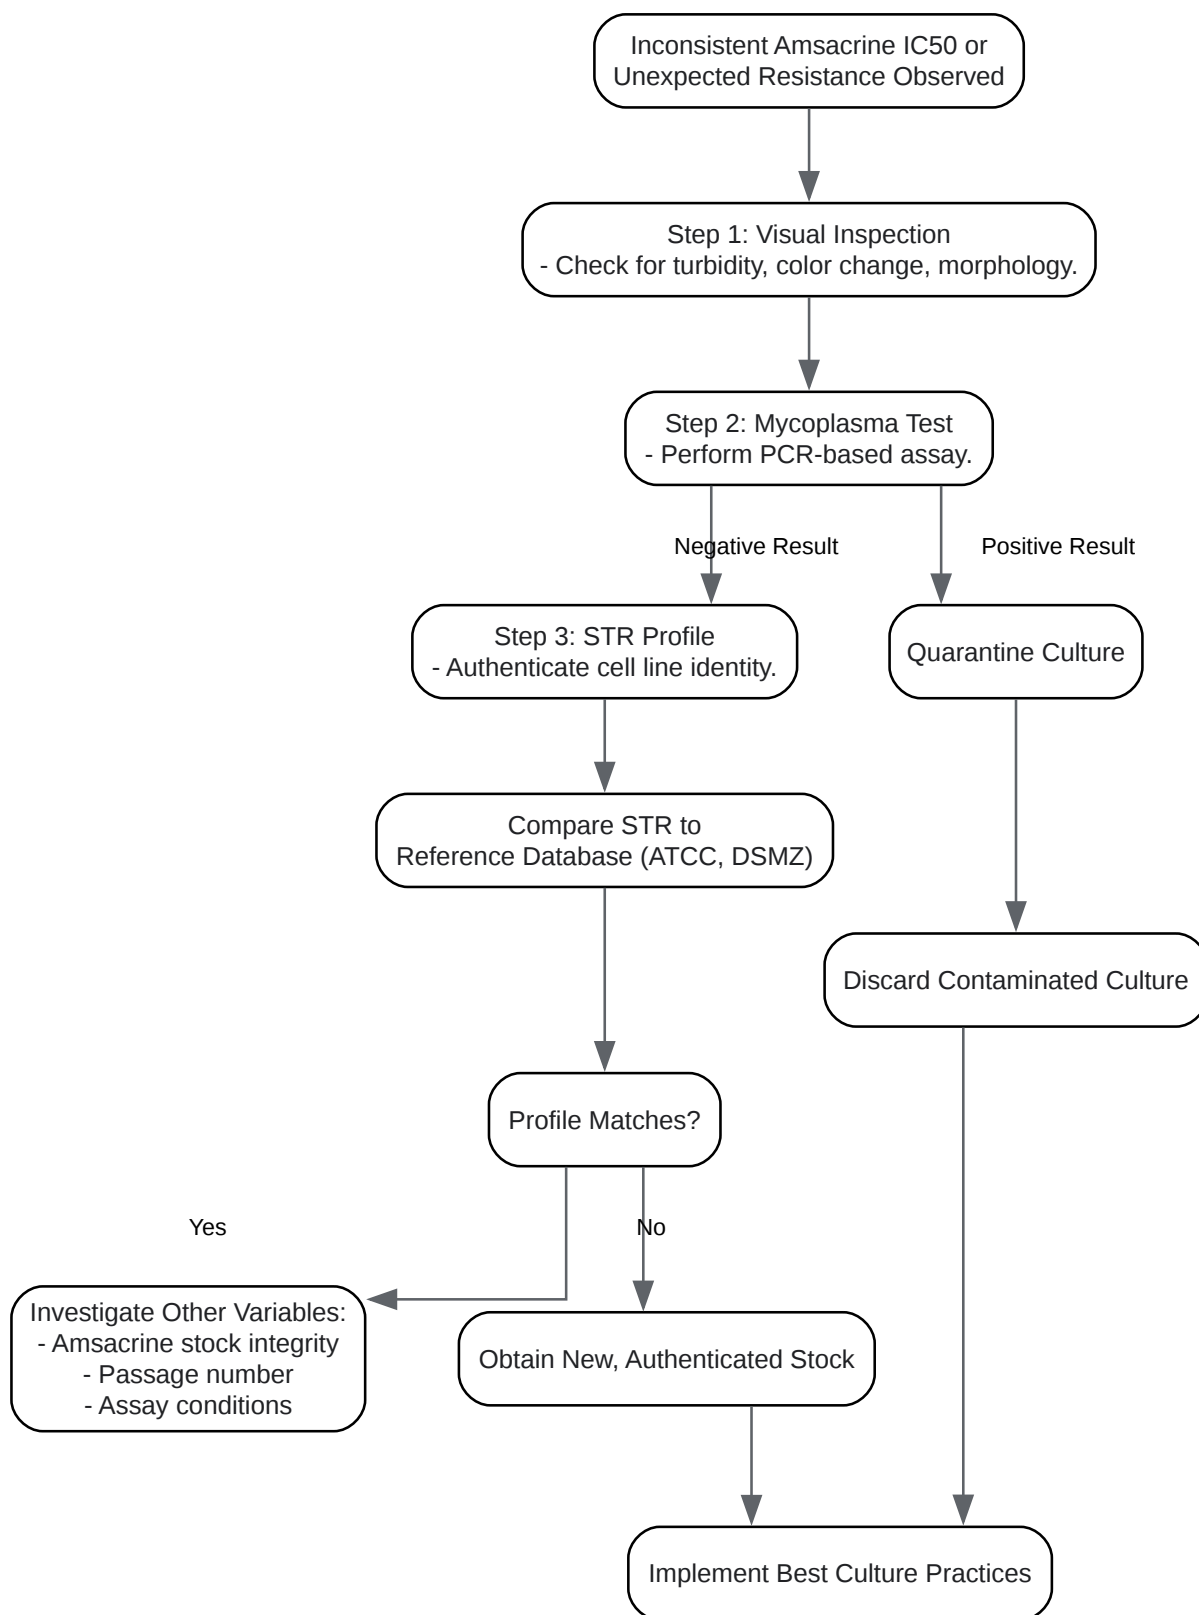 Inconsistent Amsacrine IC50 or
Unexpected Resistance Observed
Step 1: Visual Inspection
- Check for turbidity, color change, morphology.
Step 2: Mycoplasma Test
- Perform PCR-based assay.
Negative Result
Positive Result
Step 3: STR Profile
- Authenticate cell line identity.
Quarantine Culture
Compare STR to
Reference Database (ATCC, DSMZ)
Discard Contaminated Culture
Profile Matches?
Yes
No
Investigate Other Variables:
- Amsacrine stock integrity
- Passage number
- Assay conditions
Obtain New, Authenticated Stock
Implement Best Culture Practices